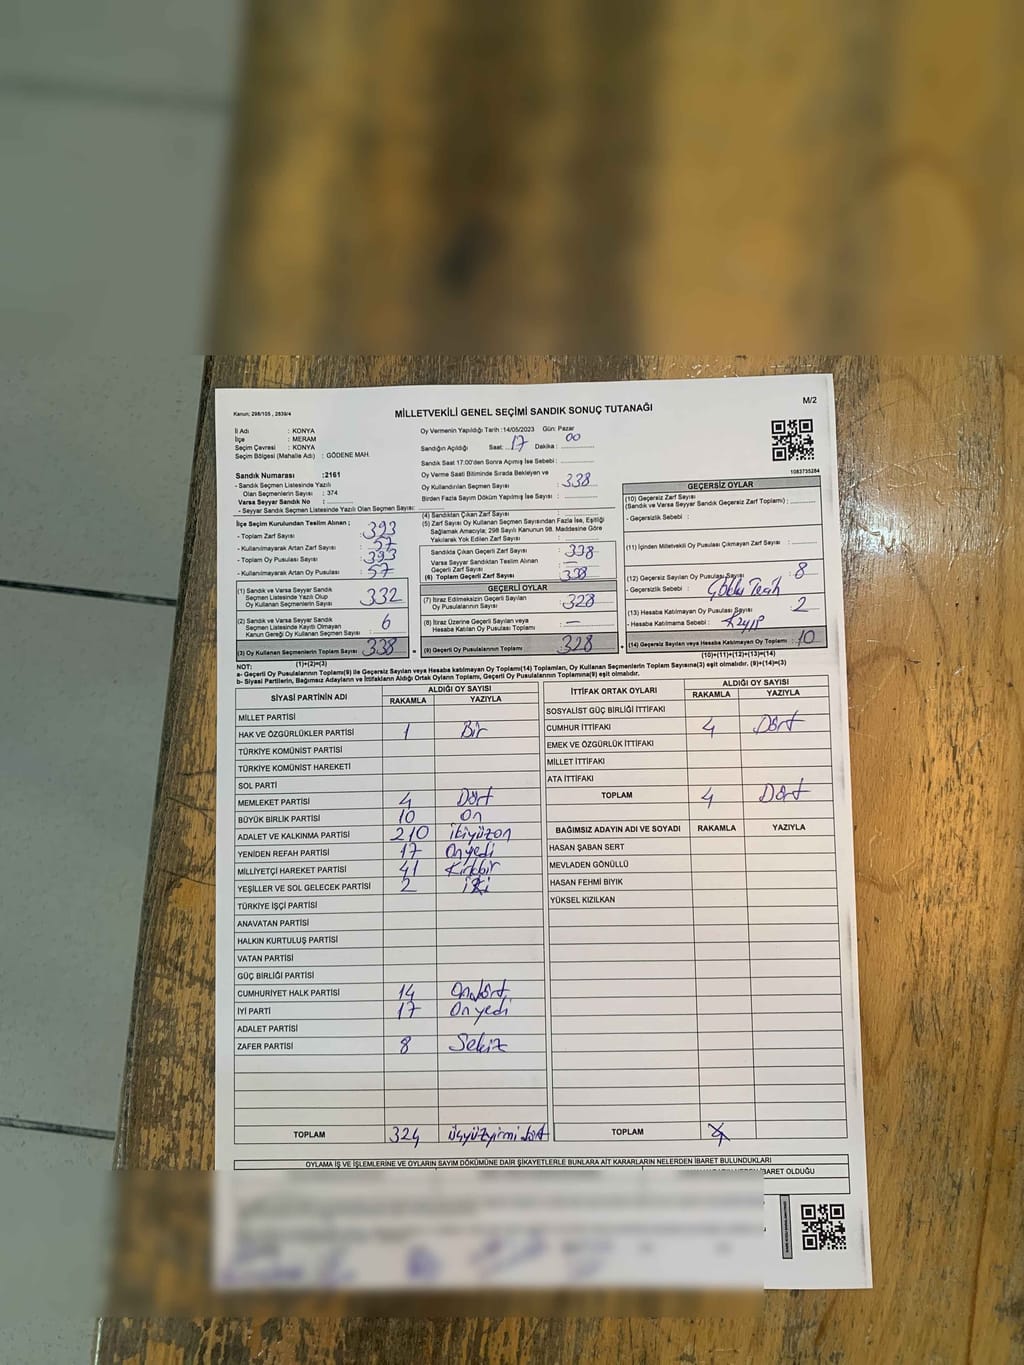 Kanun; 298/105 , 2839/4
M/2
MİLLETVEKİLİ GENEL SEÇİMİ SANDIK SONUÇ TUTANAĞI
İl Adı : KONYA
İlçe : MERAM
Seçim Çevresi : KONYA
Seçim Bölgesi (Mahalle Adı) : GÖDENE MAH.
Sandık Numarası :2161
- Sandık Seçmen Listesinde Yazılı
Olan Seçmenlerin Sayısı : 374
Varsa Seyyar Sandık No :
- Seyyar Sandık Seçmen Listesinde Yazılı Olan Seçmen Sayısı:
Oy Vermenin Yapıldığı Tarih :14/05/2023 Gün: Pazar
Sandığın Açıldığı Saat: 17 Dakika : 00
Sandık Saat 17:00'den Sonra Açımış İse Sebebi :
Oy Verme Saati Bitiminde Sırada Bekleyen ve
Oy Kullandırılan Seçmen Sayısı : 338
Birden Fazla Sayım Döküm Yapılmış İse Sayısı :
1083735284
İlçe Seçim Kurulundan Teslim Alınan ;
- Toplam Zarf Sayısı : 393
- Kullanılmayarak Artan Zarf Sayısı : 57
- Toplam Oy Pusulası Sayısı : 393
- Kullanılmayarak Artan Oy Pusulası : 57
(1) Sandık ve Varsa Seyyar Sandık
Seçmen Listesinde Yazılı Olup
Oy Kullanan Seçmenlerin Sayısı : 332
(2) Sandık ve Varsa Seyyar Sandık
Seçmen Listesinde Kayıtlı Olmayan
Kanun Gereği Oy Kullanan Seçmen Sayısı : 6
(3) Oy Kullanan Seçmenlerin Toplam Sayısı : 338
(1)+(2)=(3)
(4) Sandıktan Çıkan Zarf Sayısı
(5) Zarf Sayısı Oy Kullanan Seçmen Sayısından Fazla İse, Eşitliği
Sağlamak Amacıyla; 298 Sayılı Kanunun 98. Maddesine Göre
Yakılarak Yok Edilen Zarf Sayısı :
Sandıkta Çıkan Geçerli Zarf Sayısı : 338
Varsa Seyyar Sandıktan Teslim Alınan
Geçerli Zarf Sayısı : —
(6) Toplam Geçerli Zarf Sayısı : 338
GEÇERLİ OYLAR
(7) İtiraz Edilmeksizin Geçerli Sayılan
Oy Pusulalarının Sayısı : 328
(8) İtiraz Üzerine Geçerli Sayılan veya
Hesaba Katılan Oy Pusulası Toplamı : —
(9) Geçerli Oy Pusulalarının Toplamı : 328
GEÇERSİZ OYLAR
(10) Geçersiz Zarf Sayısı
(Sandık ve Varsa Seyyar Sandık Geçersiz Zarf Toplamı) :
- Geçersizlik Sebebi :
(11) İçinden Milletvekili Oy Pusulası Çıkmayan Zarf Sayısı :
(12) Geçersiz Sayılan Oy Pusulası Sayısı : 8
- Geçersizlik Sebebi :
(13) Hesaba Katılmayan Oy Pusulası Sayısı : 2
- Hesaba Katılmama Sebebi : Kayıp
(14) Geçersiz Sayılan veya Hesaba Katılmayan Oy Toplamı : 10
(10)+(11)+(12)+(13)=(14)
NOT:
a- Geçerli Oy Pusulalarının Toplamı(9) ile Geçersiz Sayılan veya Hesaba katılmayan Oy Toplamı(14) Toplamları, Oy Kullanan Seçmenlerin Toplam Sayısına(3) eşit olmalıdır. (9)+(14)=(3)
b- Siyasi Partilerin, Bağımsız Adayların ve İttifakların Aldığı Ortak Oyların Toplamı, Geçerli Oy Pusulalarının Toplamına(9) eşit olmalıdır.
SİYASİ PARTİNİN ADI ALDIĞI OY SAYISI
RAKAMLA YAZIYLA
MİLLET PARTİSİ
HAK VE ÖZGÜRLÜKLER PARTİSİ 1 Bir
TÜRKİYE KOMÜNİST PARTİSİ
TÜRKİYE KOMÜNİST HAREKETİ
SOL PARTİ
MEMLEKET PARTİSİ 4 Dört
BÜYÜK BİRLİK PARTİSİ 10 On
ADALET VE KALKINMA PARTİSİ 210 ikiyüzon
YENİDEN REFAH PARTİSİ 17 Onyedi
MİLLİYETÇİ HAREKET PARTİSİ 41 Kırkbir
YEŞİLLER VE SOL GELECEK PARTİSİ 2 iki
TÜRKİYE İŞÇİ PARTİSİ
ANAVATAN PARTİSİ
HALKIN KURTULUŞ PARTİSİ
VATAN PARTİSİ
GÜÇ BİRLİĞİ PARTİSİ
CUMHURİYET HALK PARTİSİ 14 Ondört
İYİ PARTİ 17 Onyedi
ADALET PARTİSİ
ZAFER PARTİSİ 8 Sekiz
TOPLAM 324 üçyüzyirmi dört
İTTİFAK ORTAK OYLARI ALDIĞI OY SAYISI
RAKAMLA YAZIYLA
SOSYALİST GÜÇ BİRLİĞİ İTTİFAKI
CUMHUR İTTİFAKI 4 Dört
EMEK VE ÖZGÜRLÜK İTTİFAKI
MİLLET İTTİFAKI
ATA İTTİFAKI
TOPLAM 4 Dört
BAĞIMSIZ ADAYIN ADI VE SOYADI RAKAMLA YAZIYLA
HASAN ŞABAN SERT
MEVLADEN GÖNÜLLÜ
HASAN FEHMİ BIYIK
YÜKSEL KIZILKAN
TOPLAM
OYLAMA İŞ VE İŞLEMLERİNE VE OYLARIN SAYIM DÖKÜMÜNE DAİR ŞİKAYETLERLE BUNLARA AİT KARARLARIN NELERDEN İBARET BULUNDUKLARI
İBARET OLDUĞU